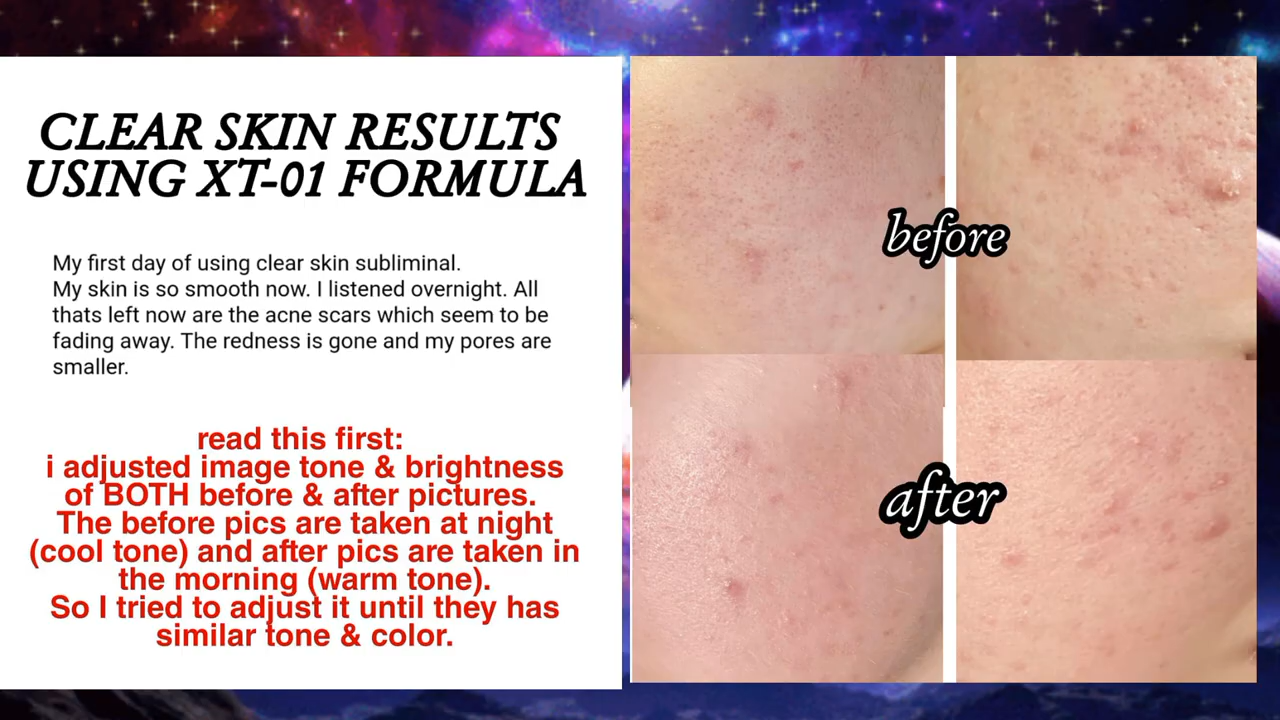 CLEAR SKIN RESULTS
USING XT-01 FORMULA
My first day of using clear skin subliminal.
My skin is so smooth now. I listened overnight. All
thats left now are the acne scars which seem to be
fading away. The redness is gone and my pores are
smaller.
read this first:
i adjusted image tone & brightness
of BOTH before & after pictures.
The before pics are taken at night
(cool tone) and after pics are taken in
the morning (warm tone).
So I tried to adjust it until they has
similar tone & color.
before
after